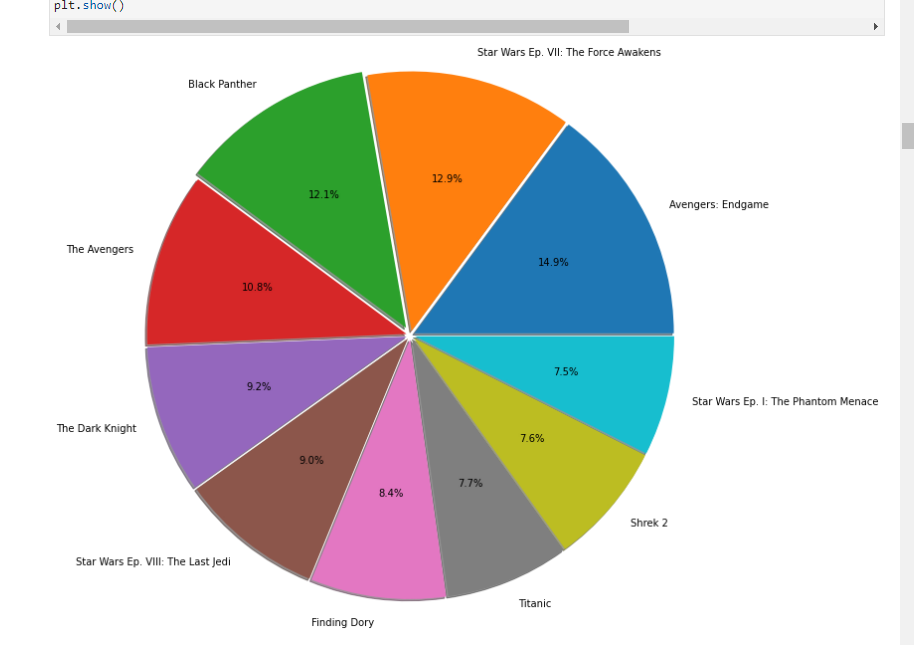 plt.show()
Star Wars Ep. VII: The Force Awakens
Black Panther
12.9%
12.1%
Avengers: Endgame
The Avengers
14.9%
10.8%
7.5%
9.2%
Star Wars Ep. I: The Phantom Menace
The Dark Knight
7.6%
9.0%
7.7%
8.4%
Shrek 2
Star Wars Ep. VIII: The Last Jedi
Titanic
Finding Dory